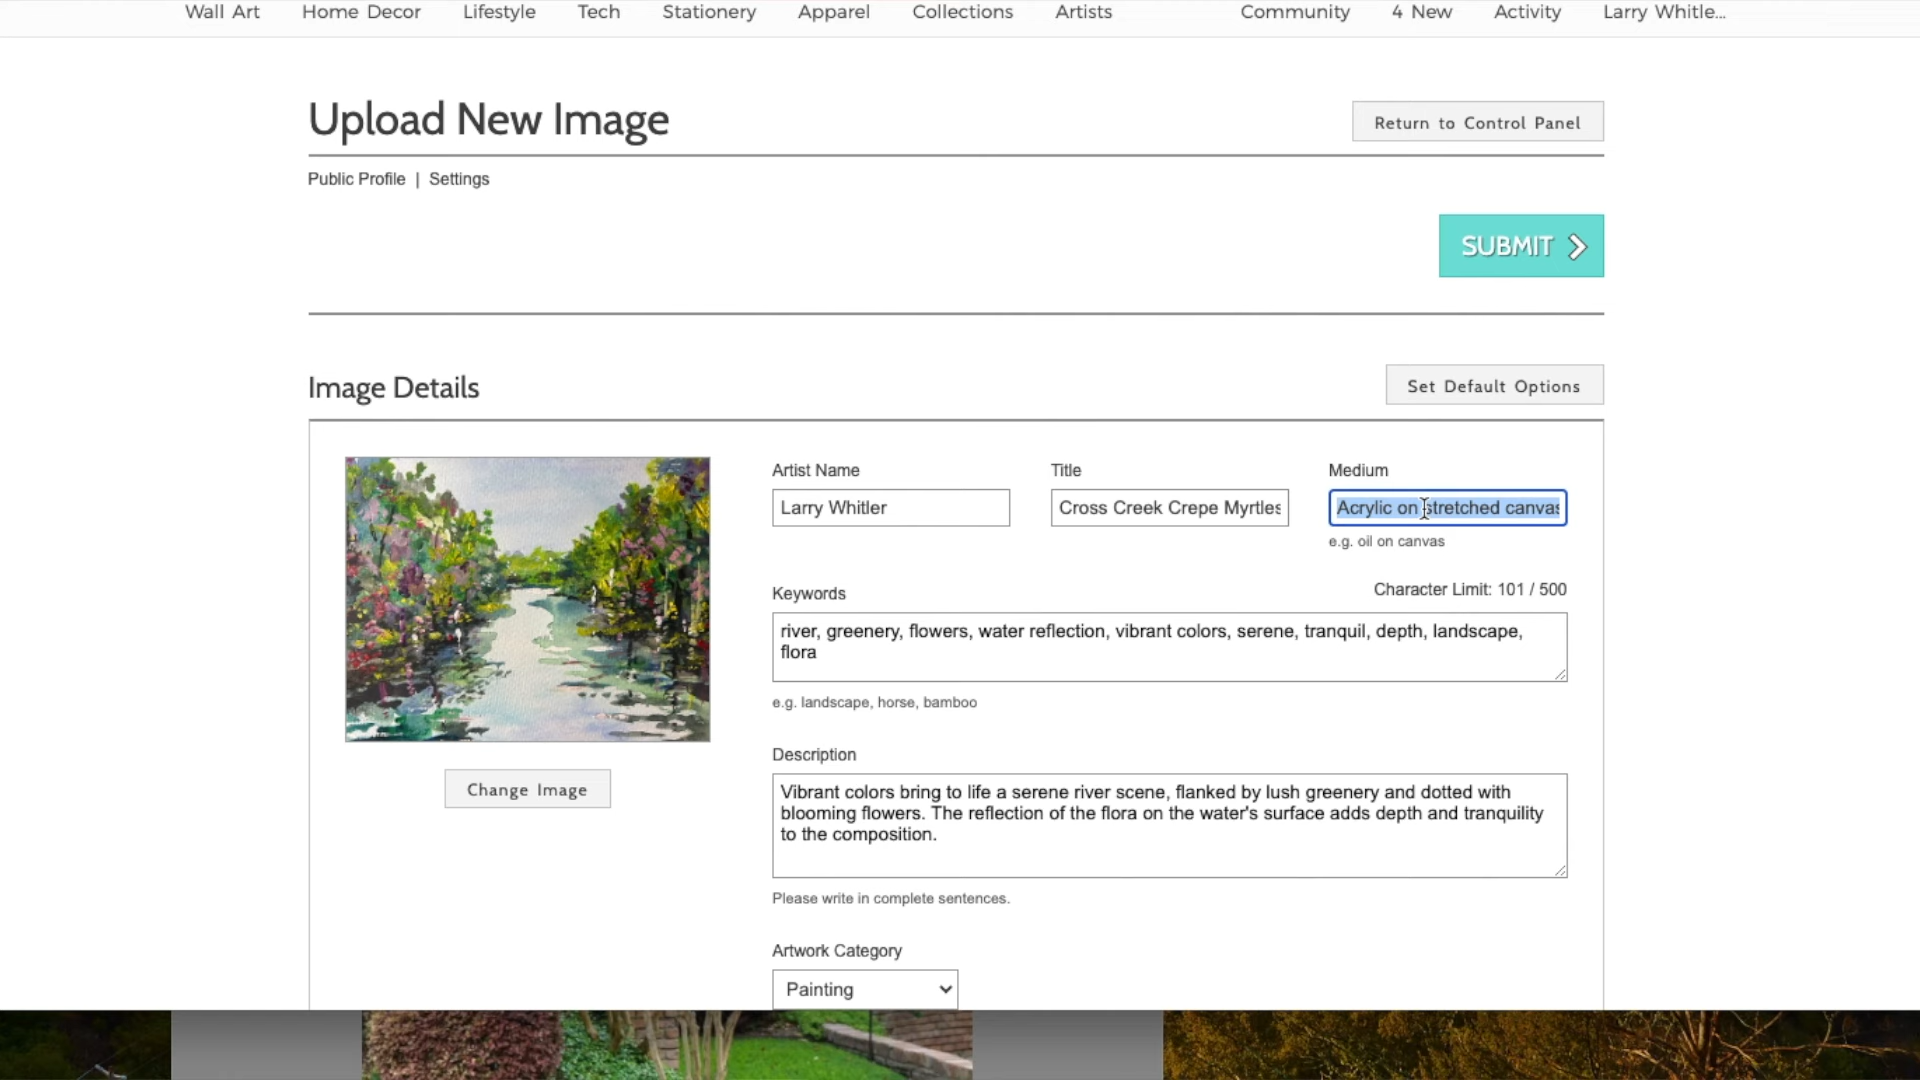 Wall Art Home Decor Lifestyle Tech Stationery Apparel Collections Artists Community 4 New Activity Larry Whitle...
Upload New Image
Return to Control Panel
Public Profile | Settings
SUBMIT
Image Details
Set Default Options
Artist Name
Title
Medium
Larry Whitler
Cross Creek Crepe Myrtles
Acrylic on stretched canvas
e.g. oil on canvas
Keywords
Character Limit: 101 / 500
river, greenery, flowers, water reflection, vibrant colors, serene, tranquil, depth, landscape,
flora
e.g. landscape, horse, bamboo
Description
Vibrant colors bring to life a serene river scene, flanked by lush greenery and dotted with
blooming flowers. The reflection of the flora on the water's surface adds depth and tranquility
to the composition.
Change Image
Please write in complete sentences.
Artwork Category
Painting